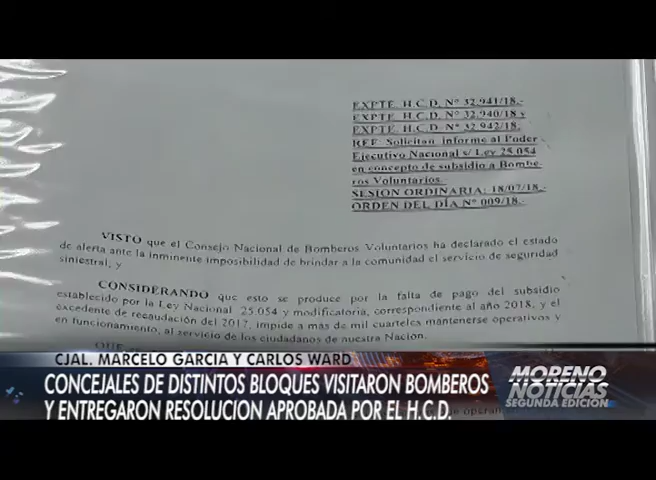 EXPTE. H.C.D. N° 32.941/18.-
EXPTE. H.C.D. N° 32.940/18 y
EXPTE. H.C.D. N° 32.942/18.
REF: Solicitan informe al Poder
Ejecutivo Nacional s/ Ley 25.054
en concepto de subsidio a Bombe-
ros Voluntarios.
SESION ORDINARIA: 18/07/18.-
ORDEN DEL DÍA N° 009/18.-
VISTO que el Consejo Nacional de Bomberos Voluntarios ha declarado el estado
de alerta ante la inminente imposibilidad de brindar a la comunidad el servicio de seguridad
siniestral, y
CONSIDERANDO que esto se produce por la falta de pago del subsidio
establecido por la Ley Nacional 25.054 y modificatoria, correspondiente al año 2018, y el
excedente de recaudación del 2017, impide a más de mil cuarteles mantenerse operativos y
en funcionamiento, al servicio de los ciudadanos de nuestra Nación.
CJAL. MARCELO GARCIA Y CARLOS WARD
CONCEJALES DE DISTINTOS BLOQUES VISITARON BOMBEROS
Y ENTREGARON RESOLUCION APROBADA POR EL H.C.D.
MORENO
NOTICIAS
SEGUNDA EDICION